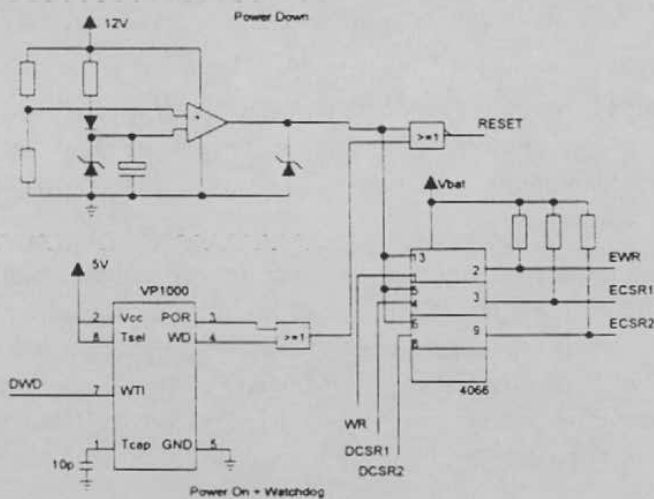 Power Down
12V
>=1
RESET
Vbat
13
2
EWR
1
5
4
3
ECSR1
6
9
ECSR2
8
4066
5V
VP1000
2
Vcc
POR
3
8
Tsel
WD
4
>=1
DWD
7
WTI
1
Tcap
GND
5
10p
WR
DCSR1
DCSR2
Power On + Watchdog